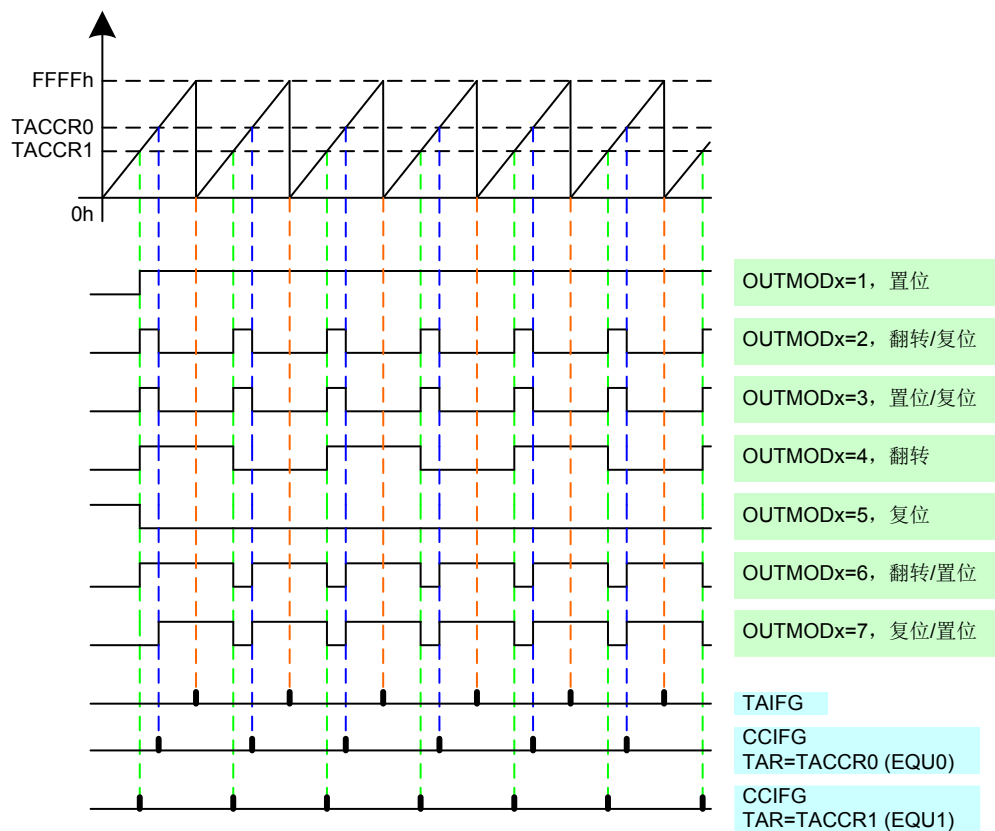 FFFFh
TACCR0
TACCR1
0h
OUTMODx=1，置位
OUTMODx=2，翻转/复位
OUTMODx=3，置位/复位
OUTMODx=4，翻转
OUTMODx=5，复位
OUTMODx=6，翻转/置位
OUTMODx=7，复位/置位
TAIFG
CCIFG
TAR=TACCR0 (EQU0)
CCIFG
TAR=TACCR1 (EQU1)